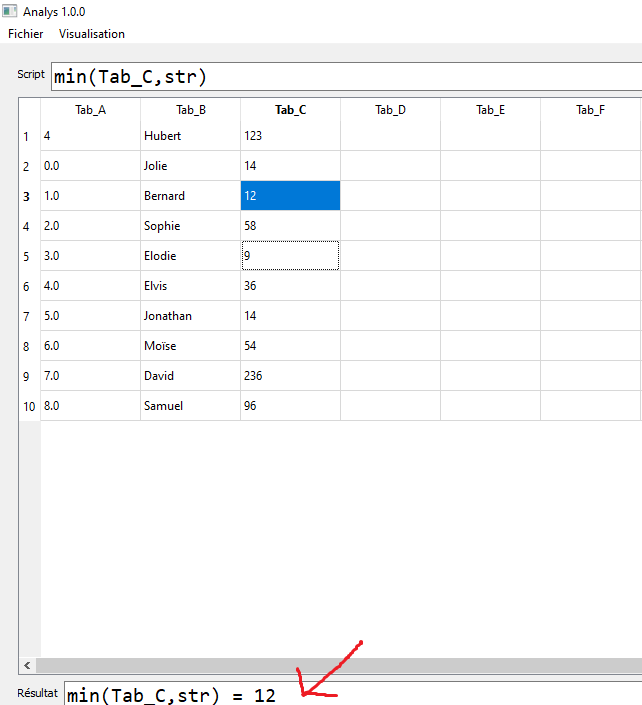 Analys 1.0.0
Fichier Visualisation
Script min(Tab_C,str)
Tab_A Tab_B Tab_C Tab_D Tab_E Tab_F
1 4 Hubert 123
2 0.0 Jolie 14
3 1.0 Bernard 12
4 2.0 Sophie 58
5 3.0 Elodie 9
6 4.0 Elvis 36
7 5.0 Jonathan 14
8 6.0 Moïse 54
9 7.0 David 236
10 8.0 Samuel 96
Résultat min(Tab_C,str) = 12